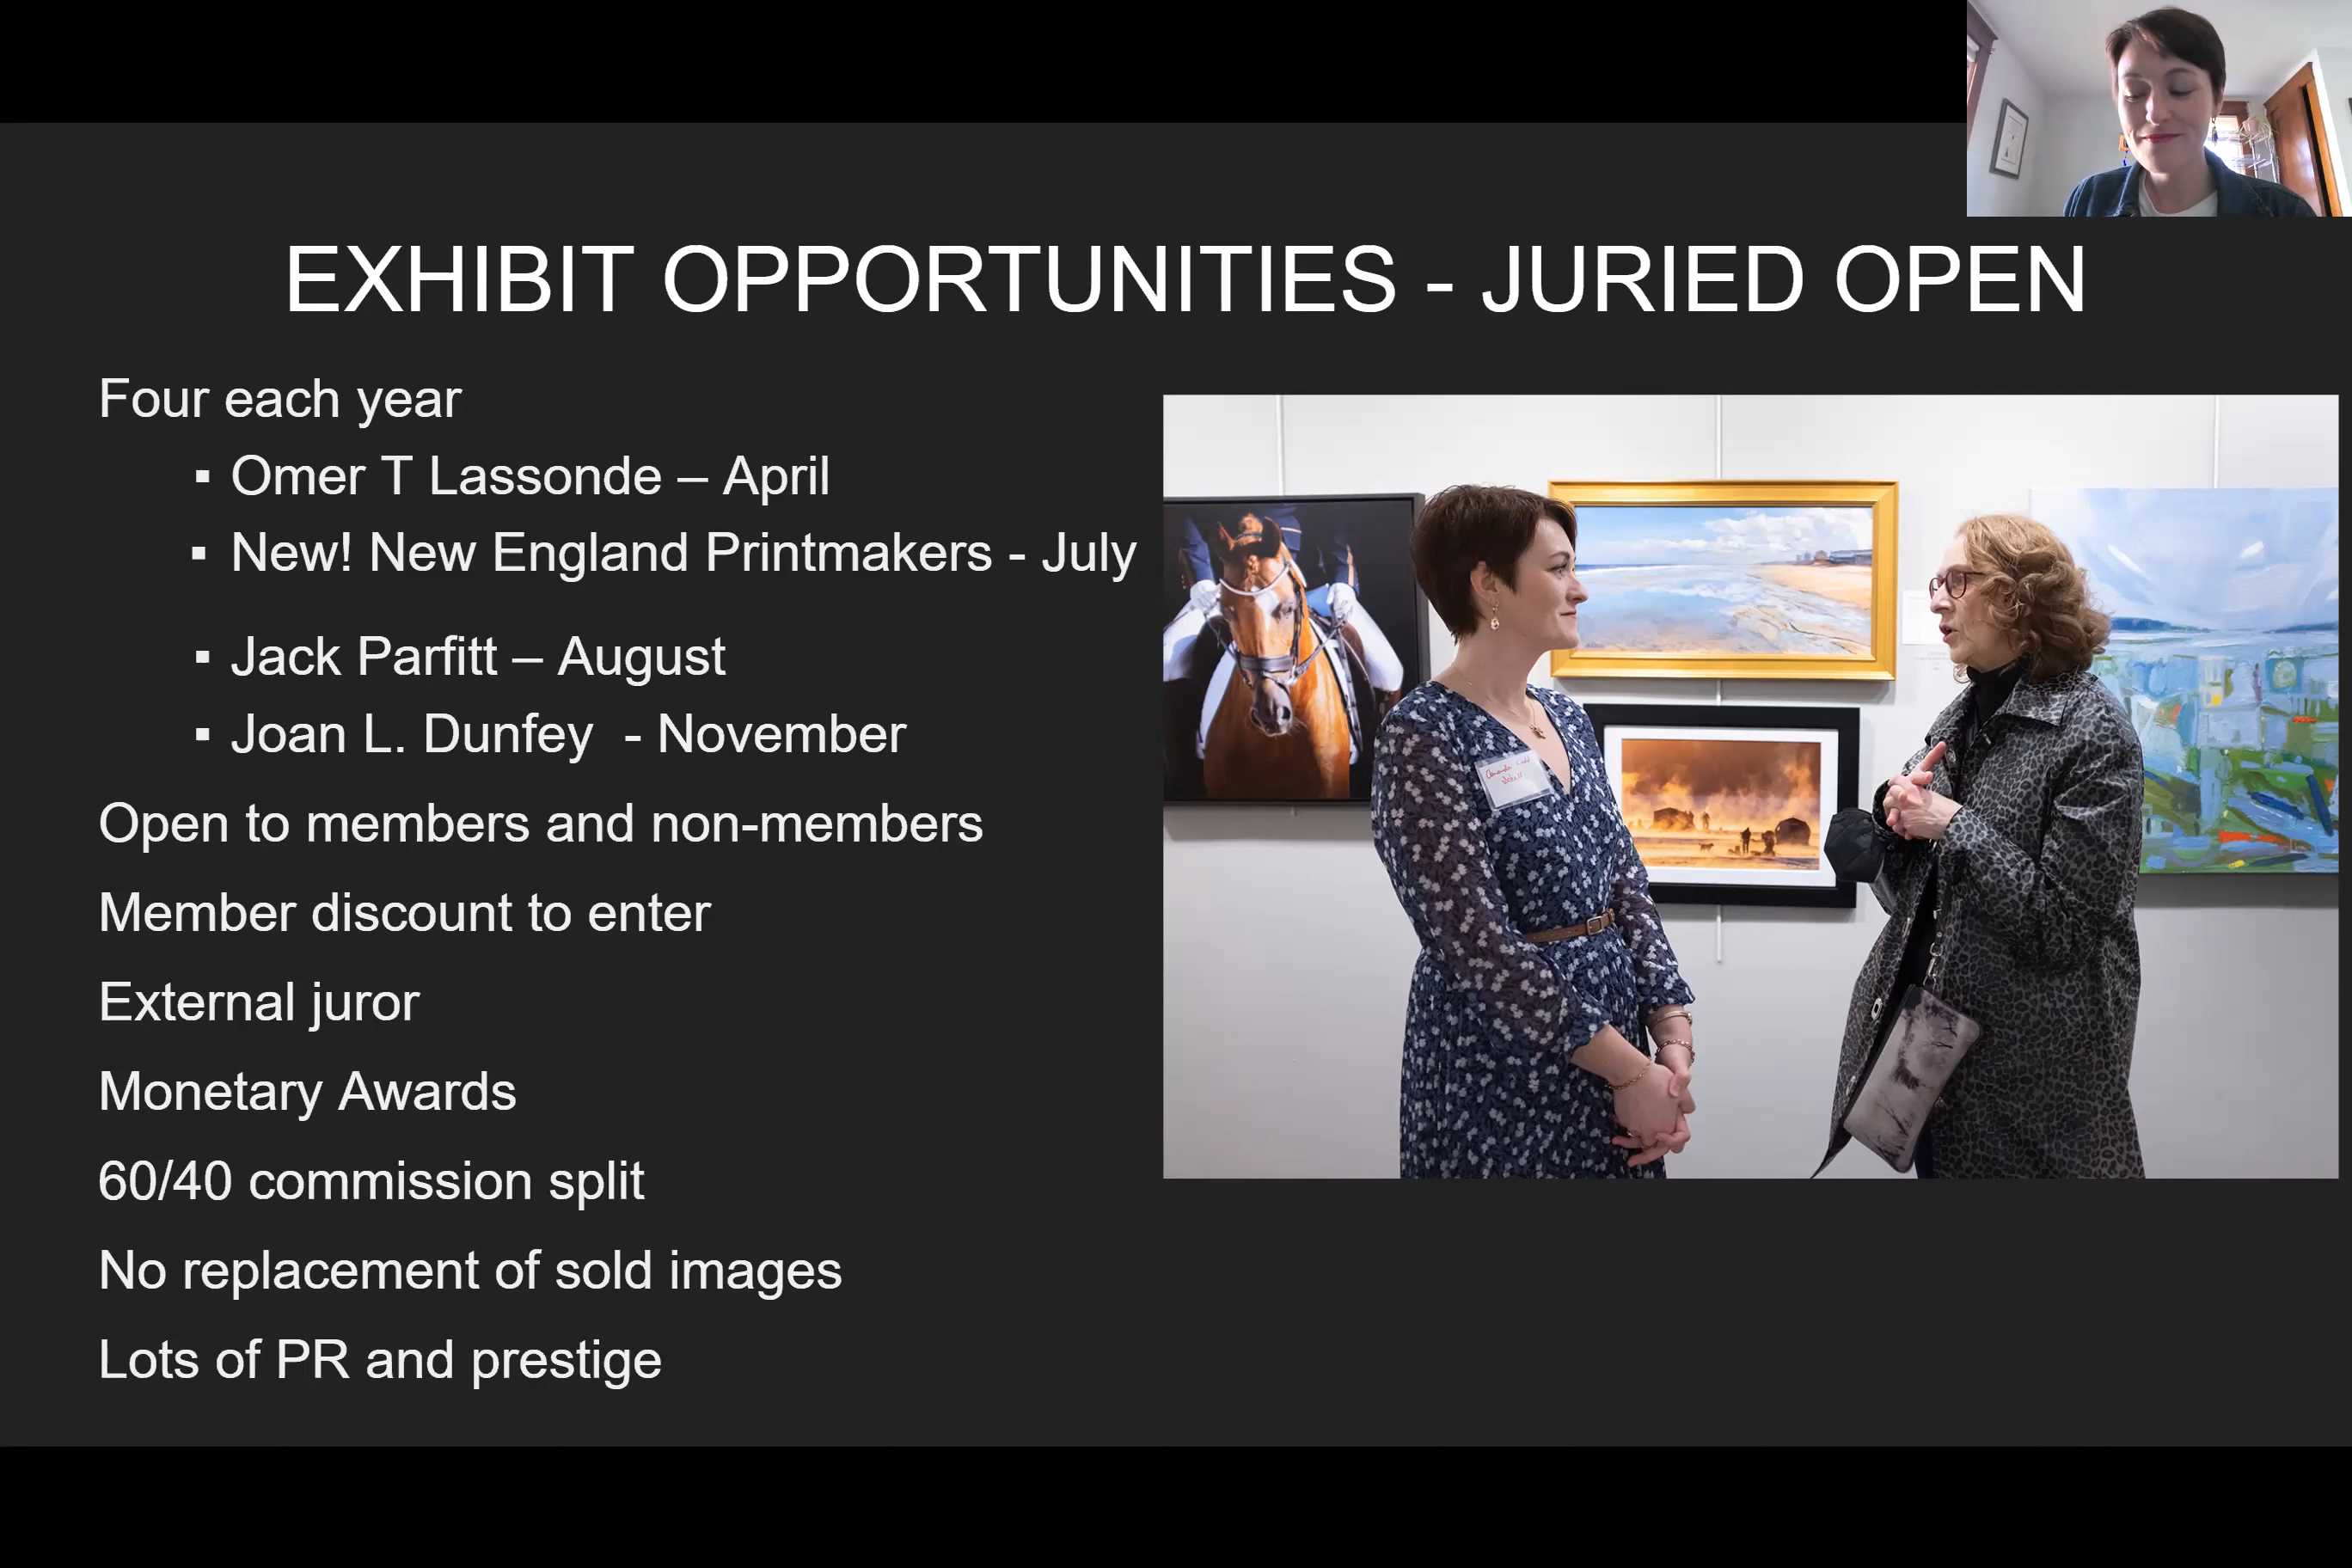 EXHIBIT OPPORTUNITIES - JURIED OPEN
Four each year
▪ Omer T Lassonde – April
▪ New! New England Printmakers - July
▪ Jack Parfitt – August
▪ Joan L. Dunfey  - November
Open to members and non-members
Member discount to enter
External juror
Monetary Awards
60/40 commission split
No replacement of sold images
Lots of PR and prestige